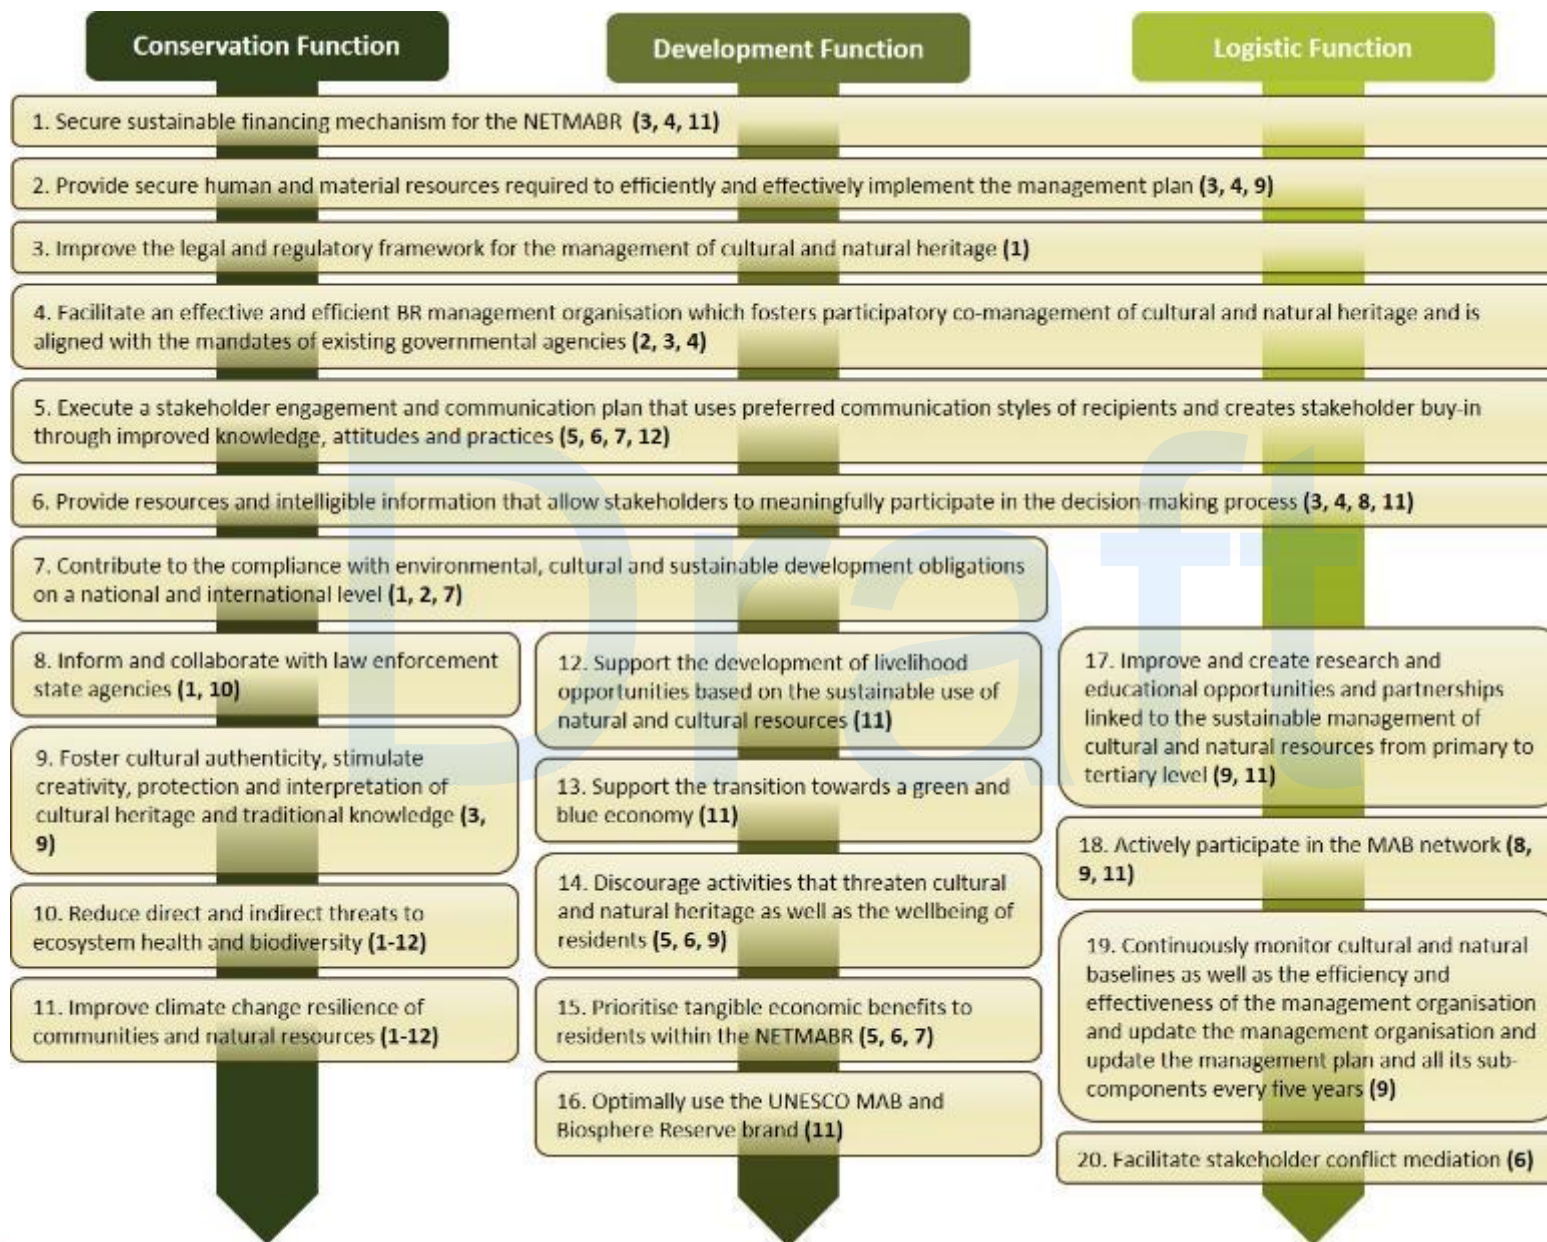 Conservation Function
Development Function
Logistic Function
1. Secure sustainable financing mechanism for the NETMABR (3, 4, 11)
2. Provide secure human and material resources required to efficiently and effectively implement the management plan (3, 4, 9)
3. Improve the legal and regulatory framework for the management of cultural and natural heritage (1)
4. Facilitate an effective and efficient BR management organisation which fosters participatory co-management of cultural and natural heritage and is
aligned with the mandates of existing governmental agencies (2, 3, 4)
5. Execute a stakeholder engagement and communication plan that uses preferred communication styles of recipients and creates stakeholder buy-in
through improved knowledge, attitudes and practices (5, 6, 7, 12)
6. Provide resources and intelligible information that allow stakeholders to meaningfully participate in the decision-making process (3, 4, 8, 11)
7. Contribute to the compliance with environmental, cultural and sustainable development obligations
on a national and international level (1, 2, 7)
8. Inform and collaborate with law enforcement
state agencies (1, 10)
9. Foster cultural authenticity, stimulate
creativity, protection and interpretation of
cultural heritage and traditional knowledge (3,
9)
10. Reduce direct and indirect threats to
ecosystem health and biodiversity (1-12)
11. Improve climate change resilience of
communities and natural resources (1-12)
12. Support the development of livelihood
opportunities based on the sustainable use of
natural and cultural resources (11)
13. Support the transition towards a green and
blue economy (11)
14. Discourage activities that threaten cultural
and natural heritage as well as the wellbeing of
residents (5, 6, 9)
15. Prioritise tangible economic benefits to
residents within the NETMABR (5, 6, 7)
16. Optimally use the UNESCO MAB and
Biosphere Reserve brand (11)
17. Improve and create research and
educational opportunities and partnerships
linked to the sustainable management of
cultural and natural resources from primary to
tertiary level (9, 11)
18. Actively participate in the MAB network (8,
9, 11)
19. Continuously monitor cultural and natural
baselines as well as the efficiency and
effectiveness of the management organisation
and update the management organisation and
update the management plan and all its sub-
components every five years (9)
20. Facilitate stakeholder conflict mediation (6)
Draft